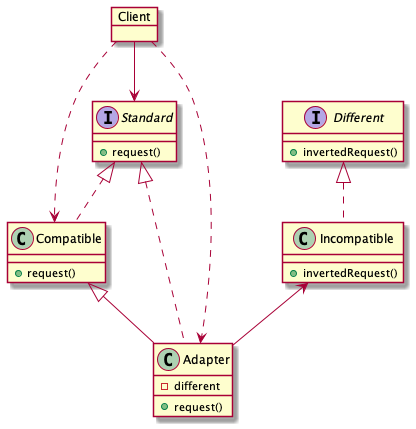 Client
I Standard
request()
I Different
invertedRequest()
C Compatible
request()
C Incompatible
invertedRequest()
C Adapter
different
request()